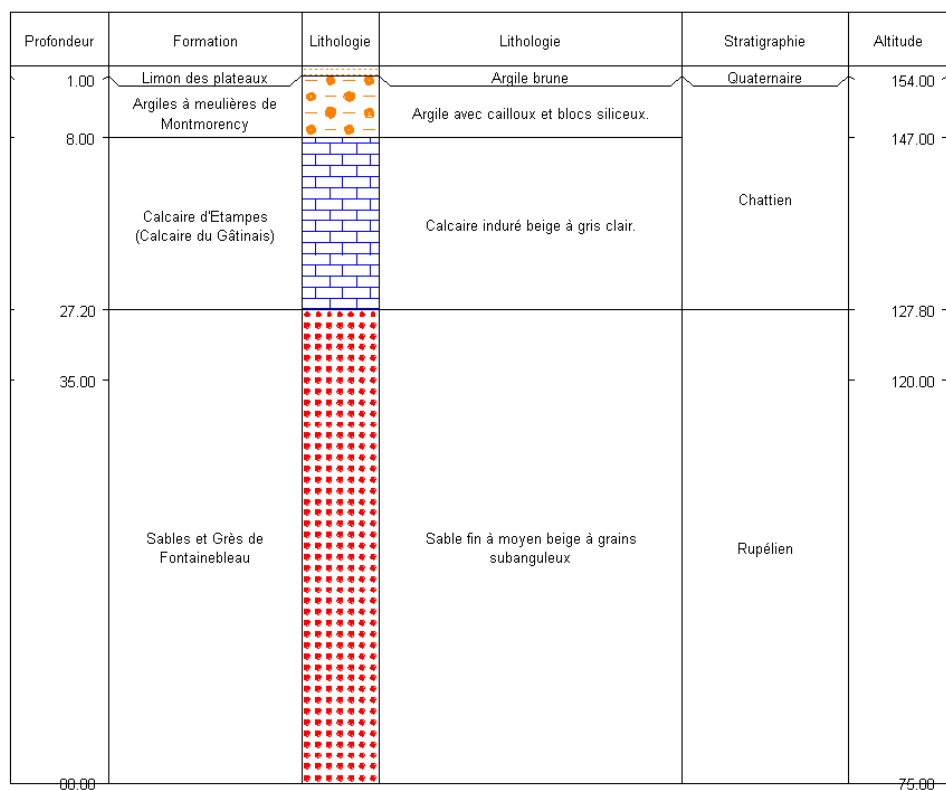 Profondeur Formation Lithologie Lithologie Stratigraphie Altitude
1.00 Limon des plateaux Argile brune Quaternaire 154.00
Argiles à meulières de
Montmorency
Argile avec cailloux et blocs siliceux.
8.00 147.00
Chattien
Calcaire d'Etampes
(Calcaire du Gâtinais)
Calcaire induré beige à gris clair.
27.20 127.80
35.00 120.00
Sables et Grès de
Fontainebleau
Sable fin à moyen beige à grains
subanguleux
Rupélien
80.00 75.00